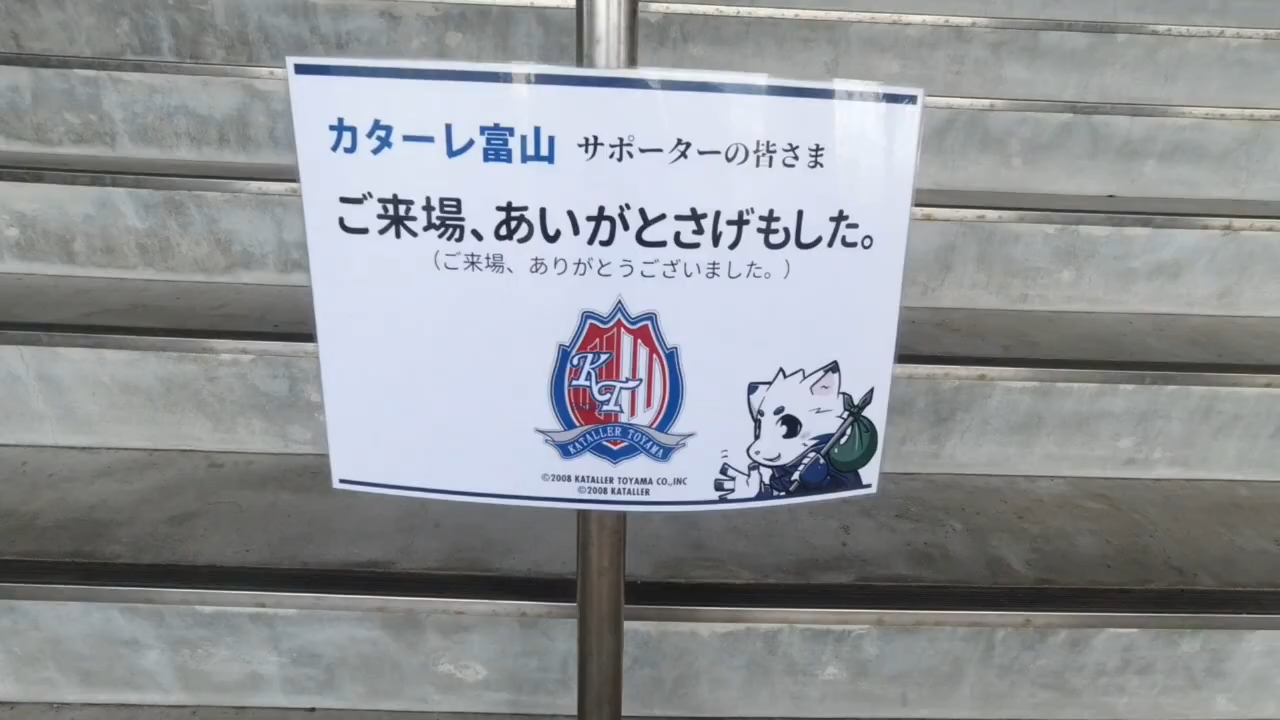 カターレ富山 サポーターの皆さま
ご来場、あいがとさげもした。
（ご来場、ありがとうございました。）
KT
KATALLER TOYAMA
©2008 KATALLER TOYAMA CO.,INC
©2008 KATALLER